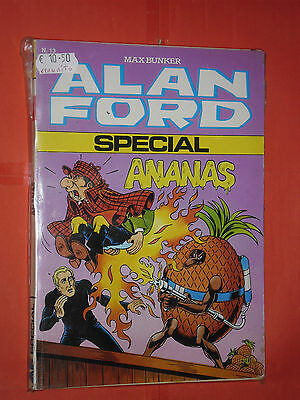 N. 13
MAX BUNKER
€ 10,50
ALAN
FORD
SPECIAL
ANANAS